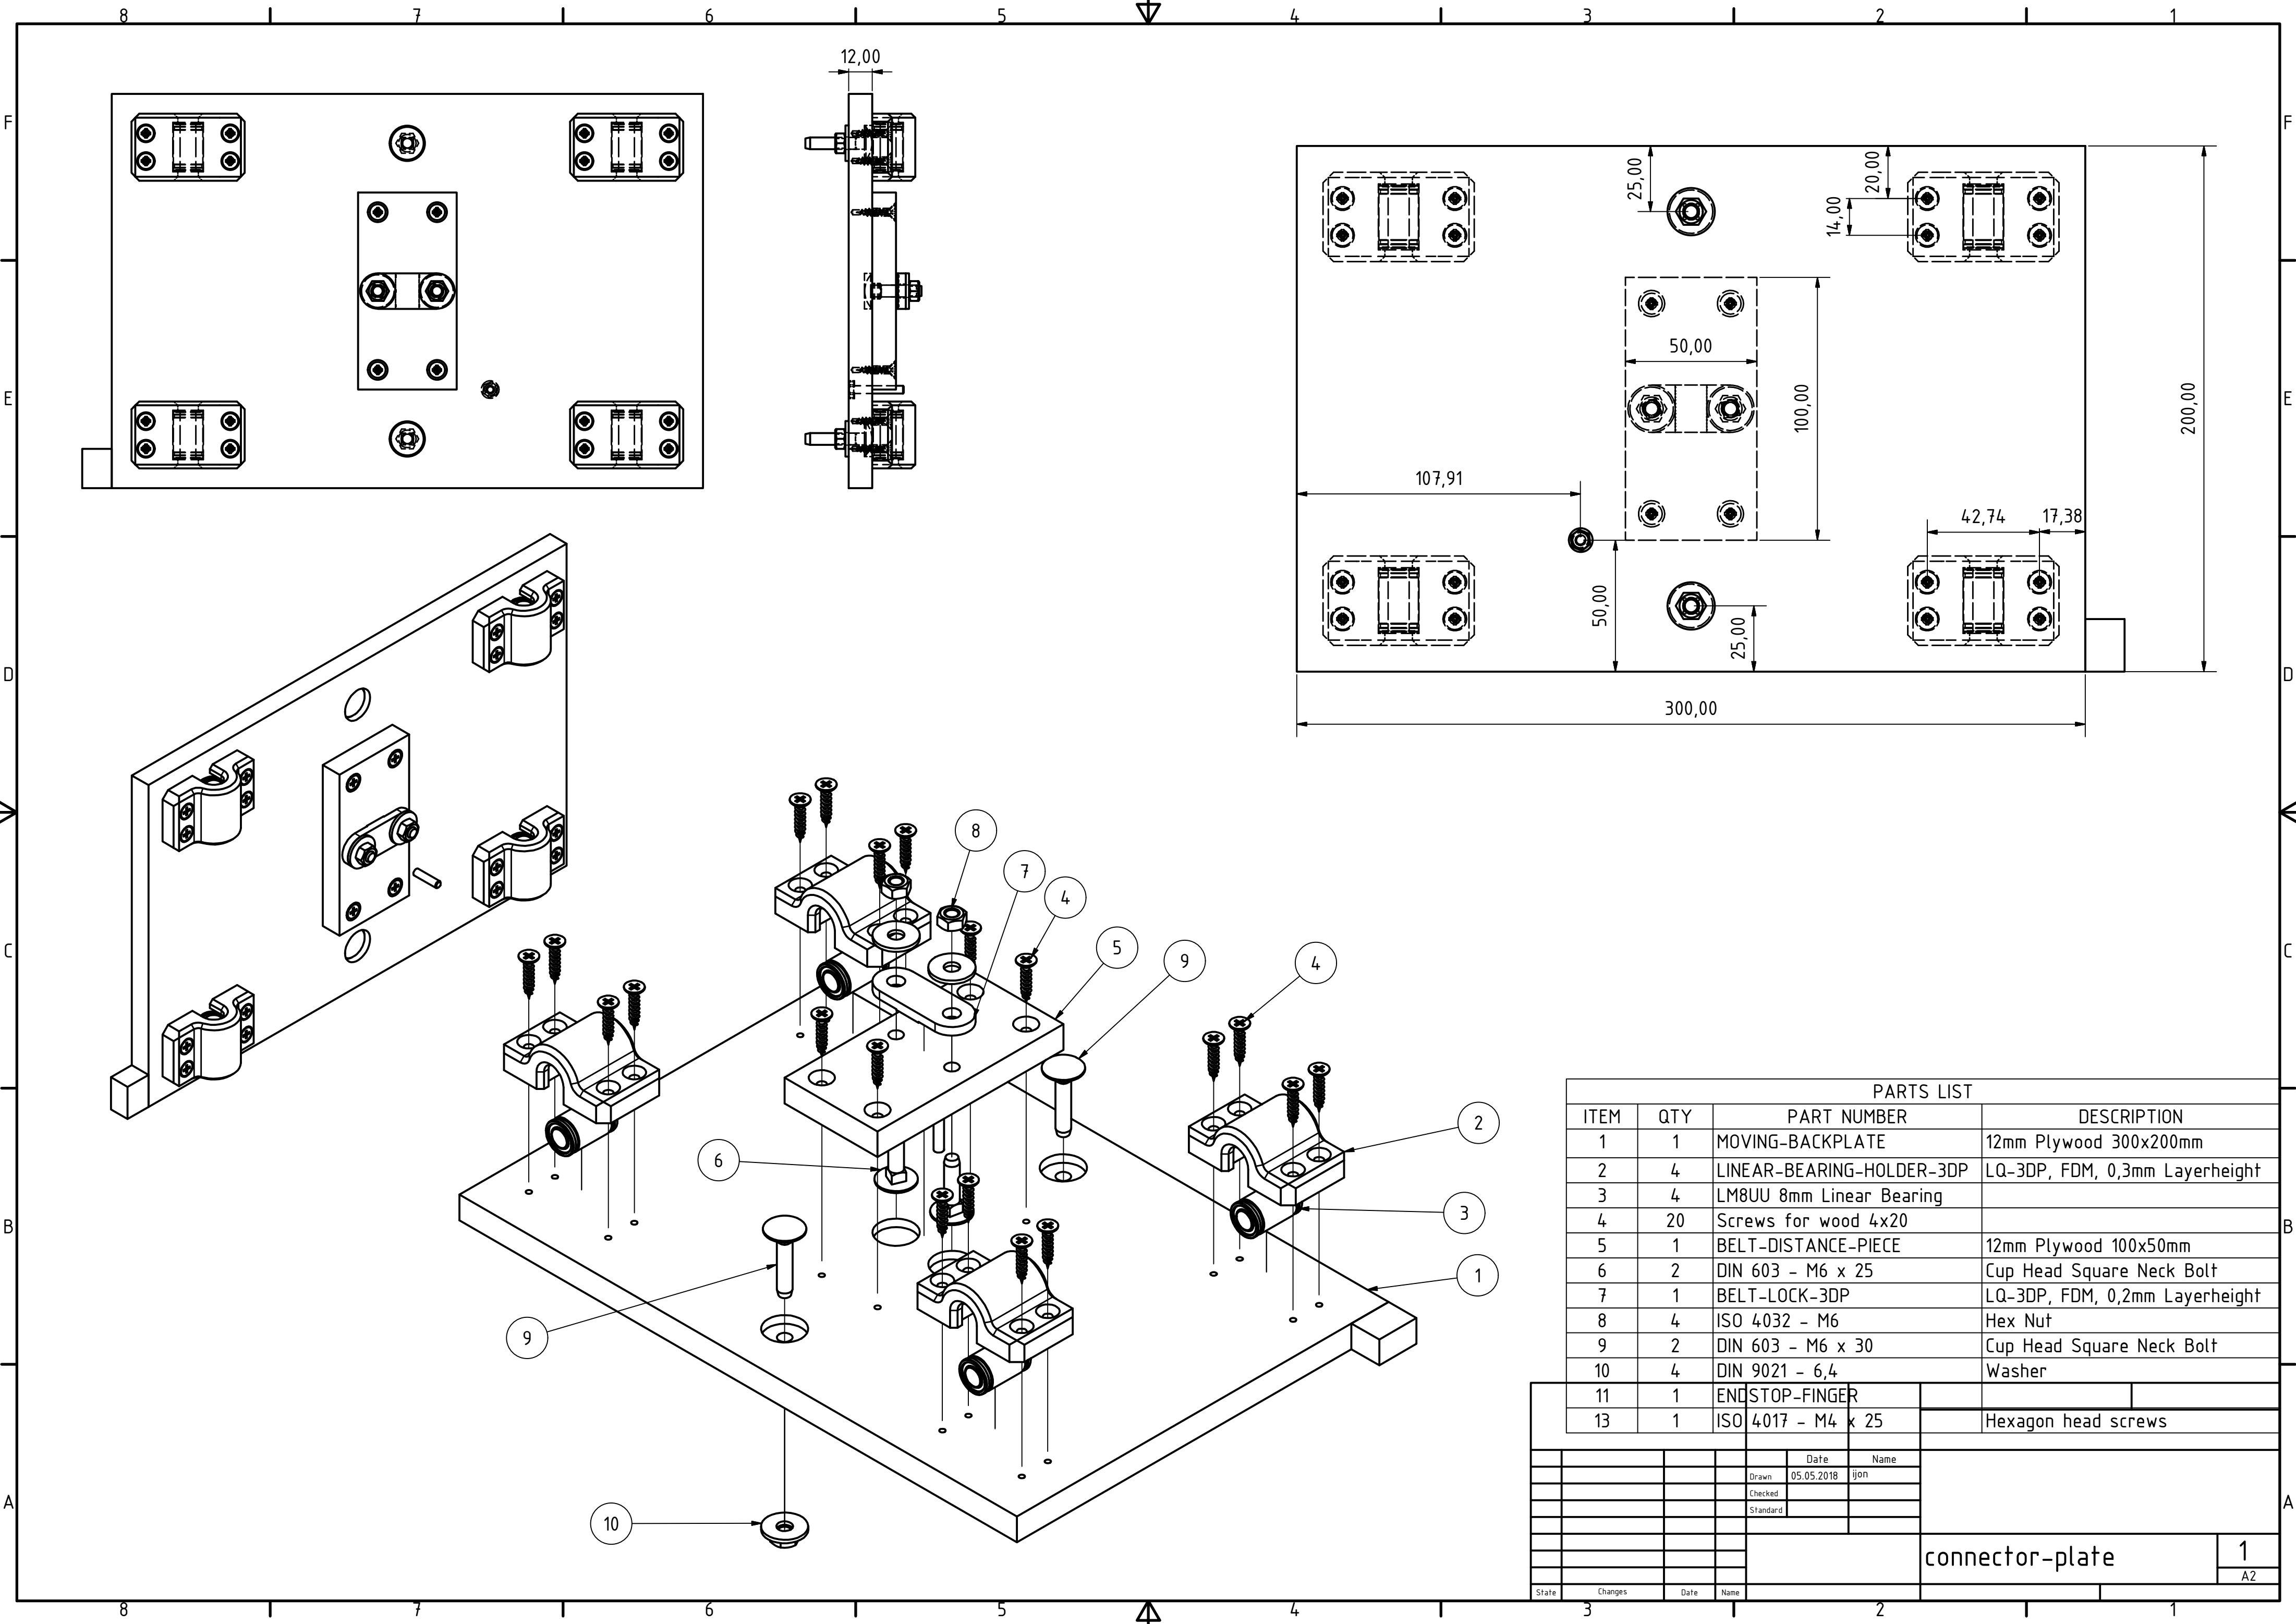 8 7 6 5 4 3 2 1
F F
E E
D D
C C
B B
A A
12,00
25,00
20,00
14,00
50,00
100,00
200,00
107,91
42,74
17,38
50,00
25,00
300,00
8
7
4
5
9
4
2
6
3
1
9
10
PARTS LIST
ITEM QTY PART NUMBER DESCRIPTION
1 1 MOVING-BACKPLATE 12mm Plywood 300x200mm
2 4 LINEAR-BEARING-HOLDER-3DP LQ-3DP, FDM, 0,3mm Layerheight
3 4 LM8UU 8mm Linear Bearing
4 20 Screws for wood 4x20
5 1 BELT-DISTANCE-PIECE 12mm Plywood 100x50mm
6 2 DIN 603 - M6 x 25 Cup Head Square Neck Bolt
7 1 BELT-LOCK-3DP LQ-3DP, FDM, 0,2mm Layerheight
8 4 ISO 4032 - M6 Hex Nut
9 2 DIN 603 - M6 x 30 Cup Head Square Neck Bolt
10 4 DIN 9021 - 6,4 Washer
11 1 ENDSTOP-FINGER
13 1 ISO 4017 - M4 x 25 Hexagon head screws
Date Name
Drawn 05.05.2018 ijon
Checked
Standard
connector-plate 1
A2
State Changes Date Name
8 7 6 5 4 3 2 1